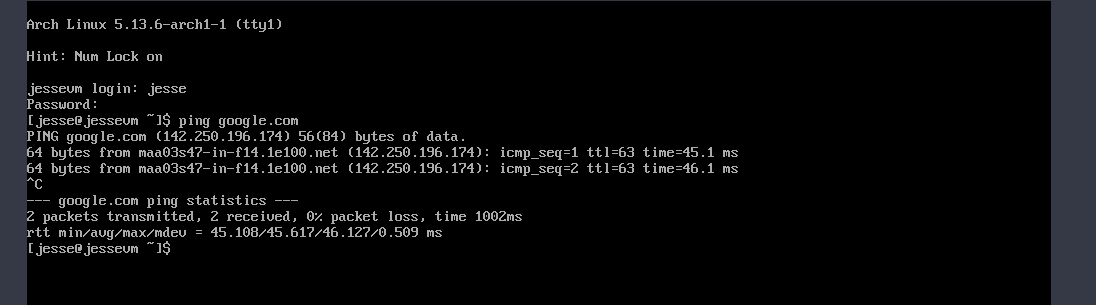 Arch Linux 5.13.6-arch1-1 (tty1)
Hint: Num Lock on
jessevm login: jesse
Password:
[jesse@jessevm ~]$ ping google.com
PING google.com (142.250.196.174) 56(84) bytes of data.
64 bytes from maa03s47-in-f14.1e100.net (142.250.196.174): icmp_seq=1 ttl=63 time=45.1 ms
64 bytes from maa03s47-in-f14.1e100.net (142.250.196.174): icmp_seq=2 ttl=63 time=46.1 ms
^C
--- google.com ping statistics ---
2 packets transmitted, 2 received, 0% packet loss, time 1002ms
rtt min/avg/max/mdev = 45.108/45.617/46.127/0.509 ms
[jesse@jessevm ~]$